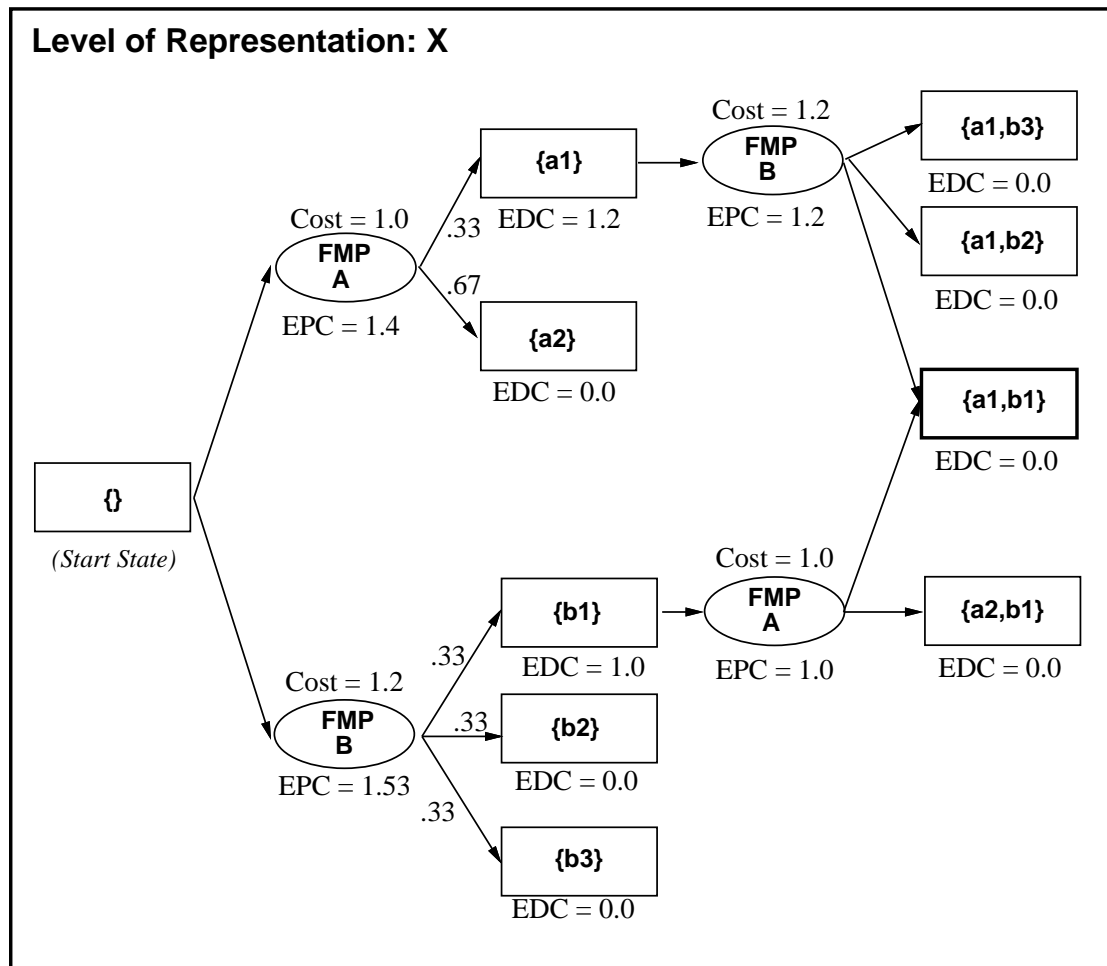 Level of Representation: X
Cost = 1.2
{a1,b3}
{a1}
FMP
B
EDC = 0.0
Cost = 1.0
.33
EDC = 1.2
EPC = 1.2
{a1,b2}
FMP
A
.67
EDC = 0.0
EPC = 1.4
{a2}
EDC = 0.0
{a1,b1}
EDC = 0.0
{}
(Start State)
Cost = 1.0
{b1}
FMP
A
{a2,b1}
.33
EDC = 1.0
EPC = 1.0
EDC = 0.0
Cost = 1.2
FMP
B
.33
{b2}
EPC = 1.53
EDC = 0.0
.33
{b3}
EDC = 0.0